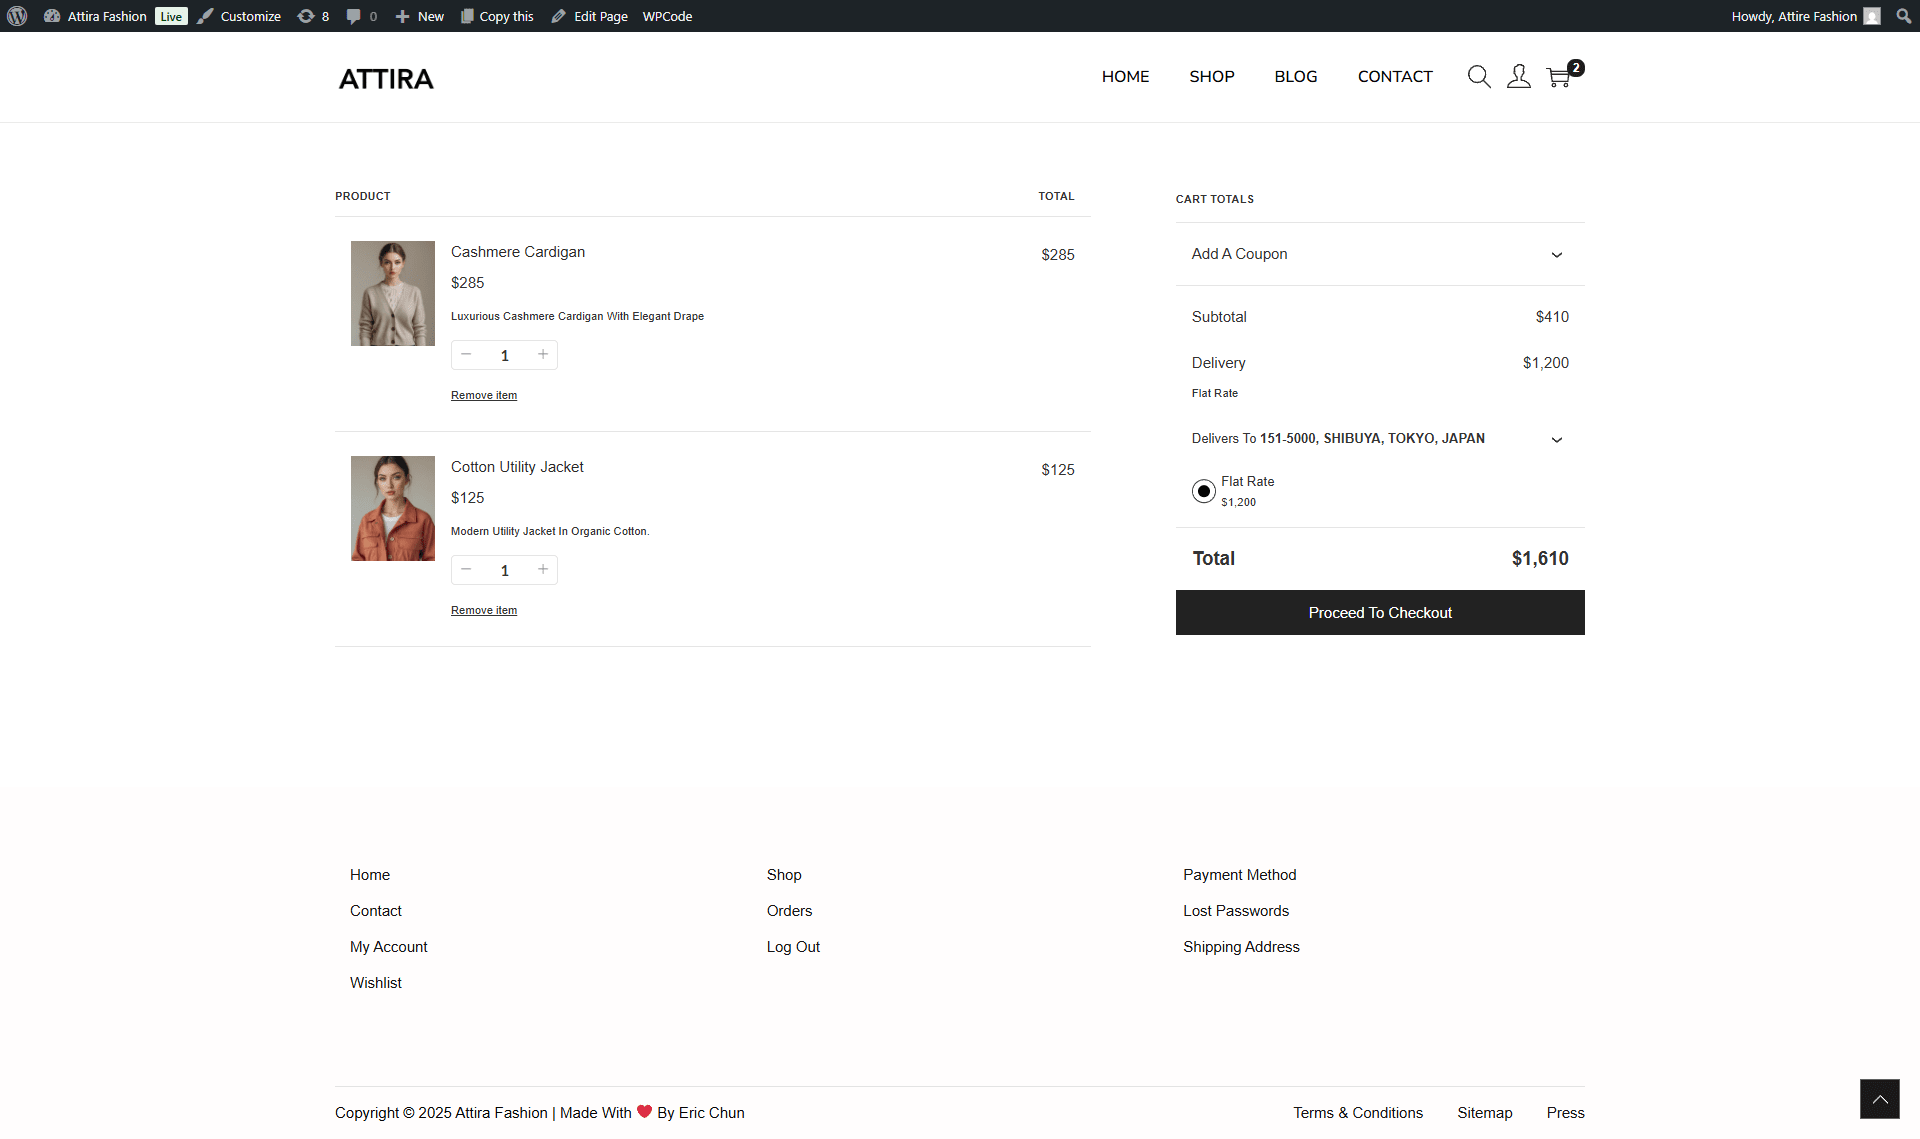 Attira Fashion Live Customize 8 0 New Copy this Edit Page WPCode Howdy, Attire Fashion
ATTIRA
HOME SHOP BLOG CONTACT 2
PRODUCT TOTAL
Cashmere Cardigan $285
$285
Luxurious Cashmere Cardigan With Elegant Drape
1
Remove item
Cotton Utility Jacket $125
$125
Modern Utility Jacket In Organic Cotton.
1
Remove item
CART TOTALS
Add A Coupon
Subtotal $410
Delivery $1,200
Flat Rate
Delivers To 151-5000, SHIBUYA, TOKYO, JAPAN
Flat Rate
$1,200
Total $1,610
Proceed To Checkout
Home
Contact
My Account
Wishlist
Shop
Orders
Log Out
Payment Method
Lost Passwords
Shipping Address
Copyright © 2025 Attira Fashion | Made With ❤️ By Eric Chun
Terms & Conditions Sitemap Press